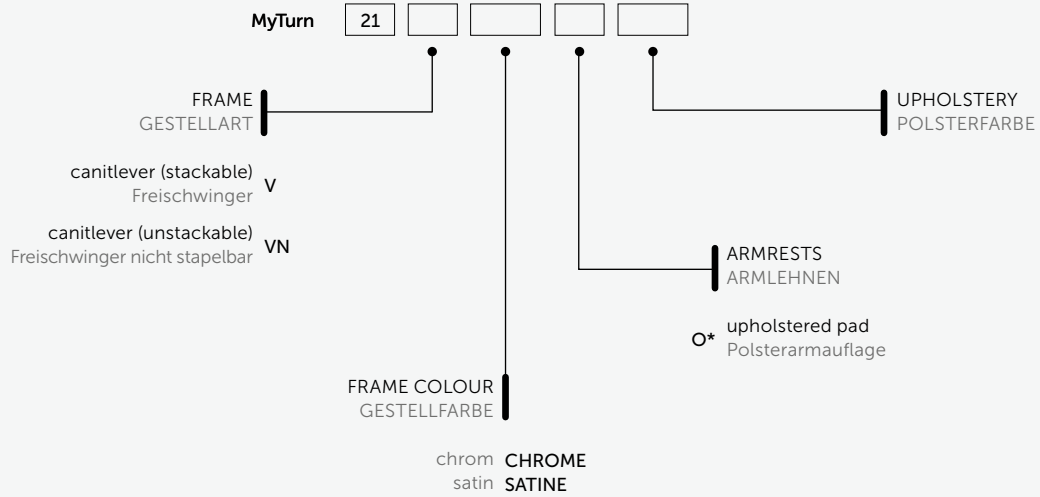 MyTurn 21
FRAME
GESTELLART
canitlever (stackable)
Freischwinger
V
canitlever (unstackable)
Freischwinger nicht stapelbar
VN
FRAME COLOUR
GESTELLFARBE
chrom CHROME
satin SATINE
ARMRESTS
ARMLEHNEN
O*
upholstered pad
Polsterarmauflage
UPHOLSTERY
POLSTERFARBE